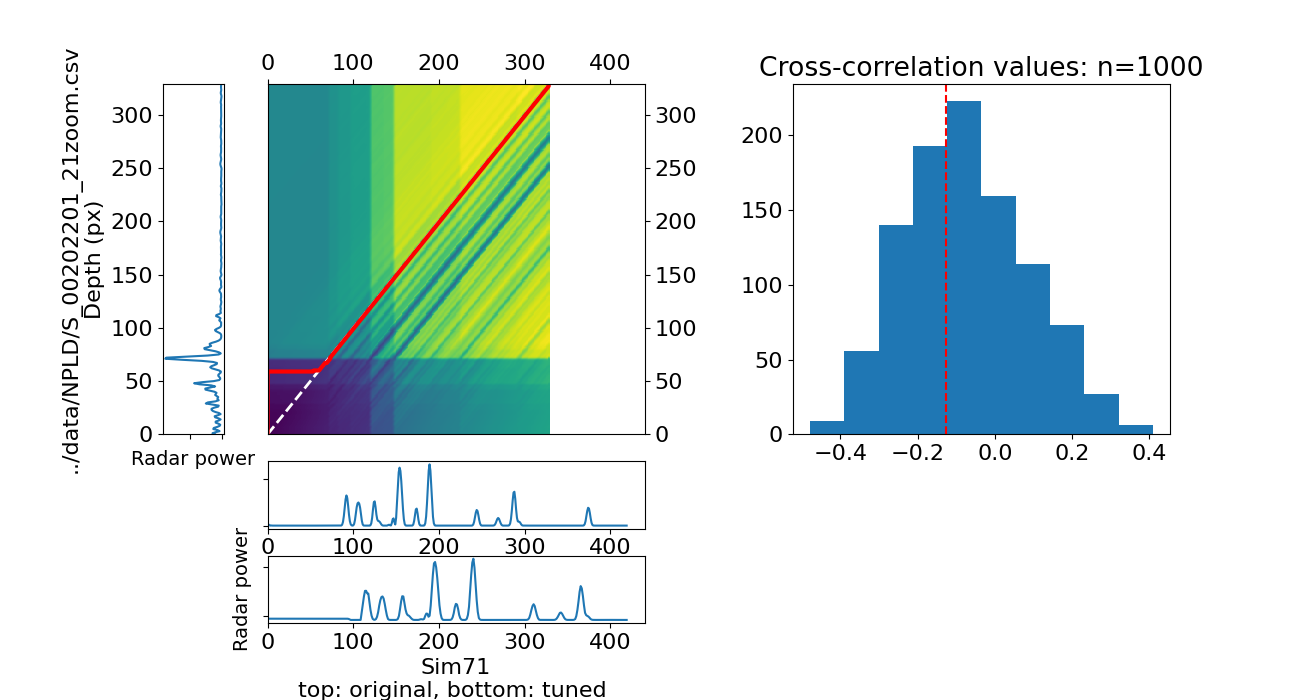 0 100 200 300 400
Cross-correlation values: n=1000
../data/NPLD/S_00202201_21zoom.csv
Depth (px)
300
250
200
150
100
50
0
300
250
200
150
100
50
0
200
150
100
50
0
−0.4 −0.2 0.0 0.2 0.4
Radar power
0 100 200 300 400
Radar power
0 100 200 300 400
Sim71
top: original, bottom: tuned